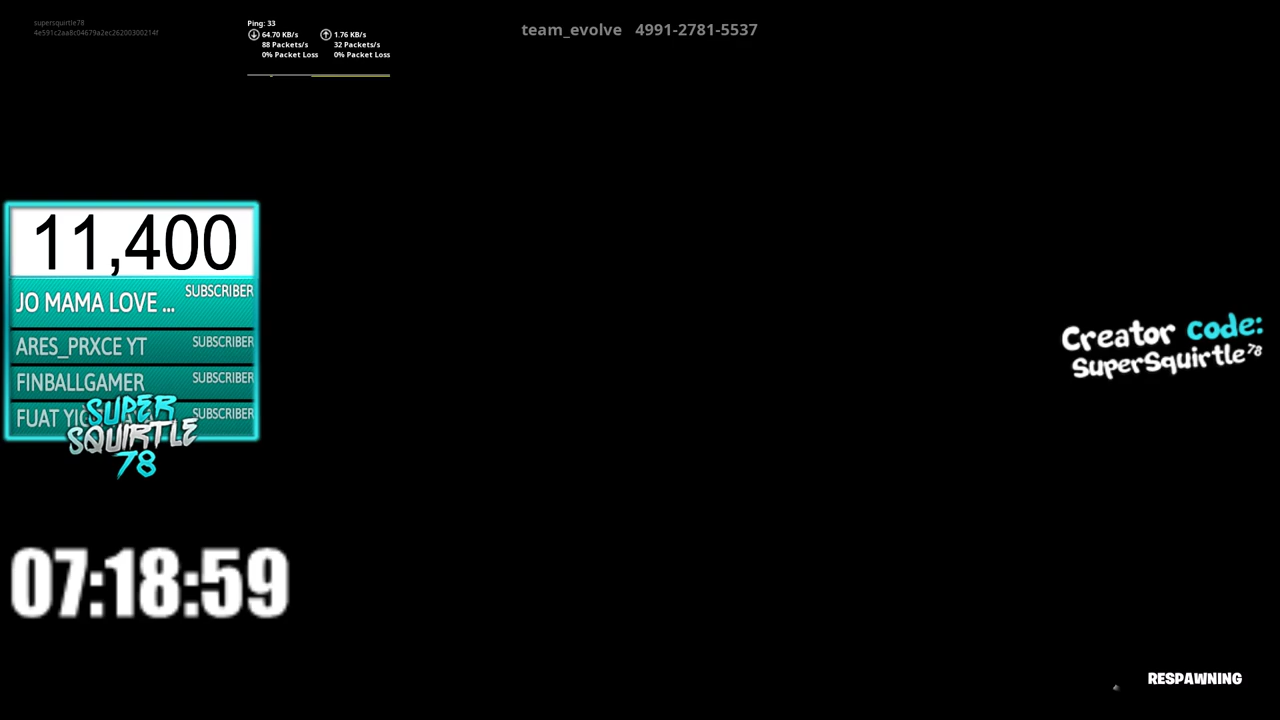 supersquirtle78
4e591c2aa8c04679a2ec26200300214f
Ping: 33
64.70 KB/s 1.76 KB/s
88 Packets/s 32 Packets/s
0% Packet Loss 0% Packet Loss
team_evolve 4991-2781-5537
11,400
JO MAMA LOVE ... SUBSCRIBER
ARES_PRXCE YT SUBSCRIBER
FINBALLGAMER SUBSCRIBER
FUAT SUBSCRIBER
SUPER
SQUIRTLE
78
Creator code:
SuperSquirtle78
07:18:59
RESPAWNING